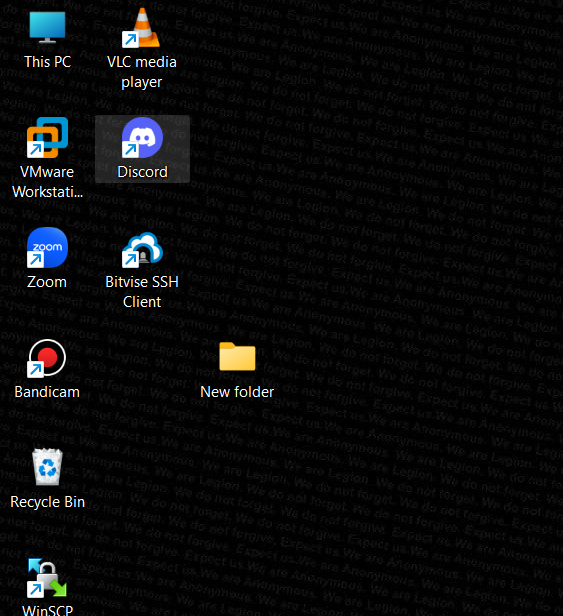 This PC
VLC media
player
VMware
Workstati...
Discord
zoom
Zoom
Bitvise SSH
Client
Bandicam
New folder
Recycle Bin
WinSCP
We are Anonymous. We are Legion. We do not forgive. We do not forget. Expect us.